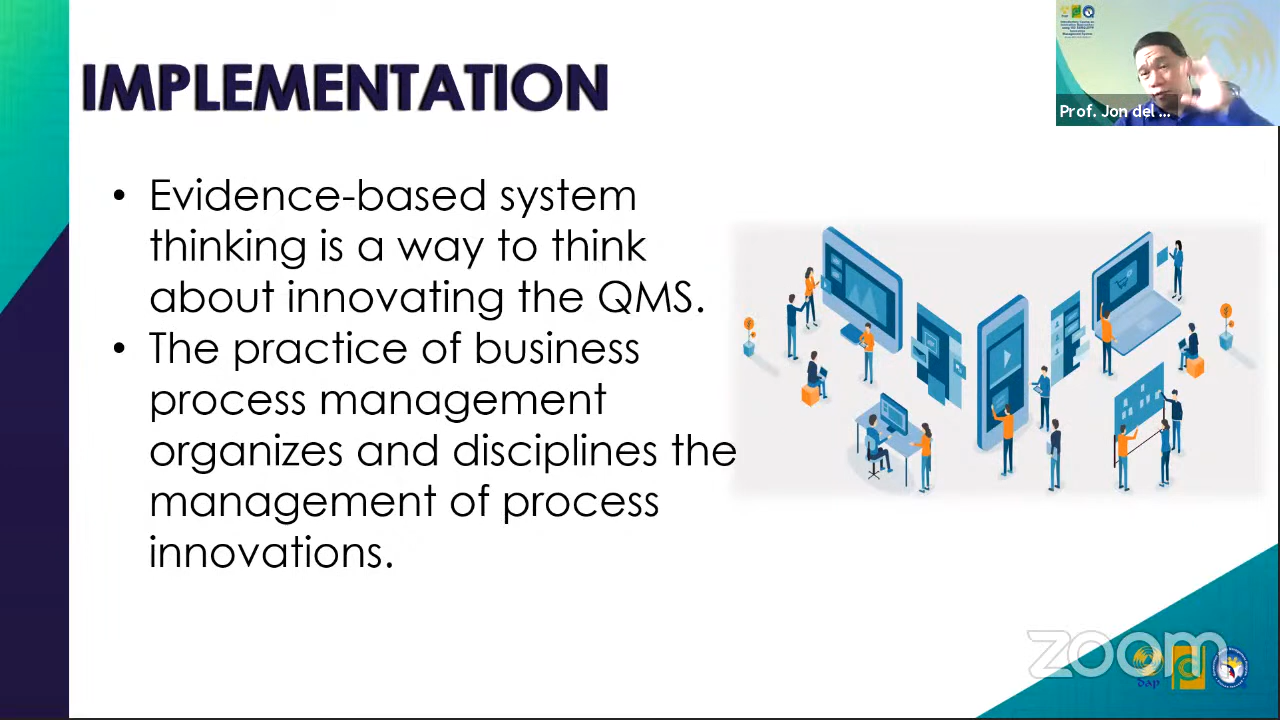 IMPLEMENTATION
Prof. Jon del ...
• Evidence-based system
thinking is a way to think
about innovating the QMS.
• The practice of business
process management
organizes and disciplines the
management of process
innovations.
zoom
dap